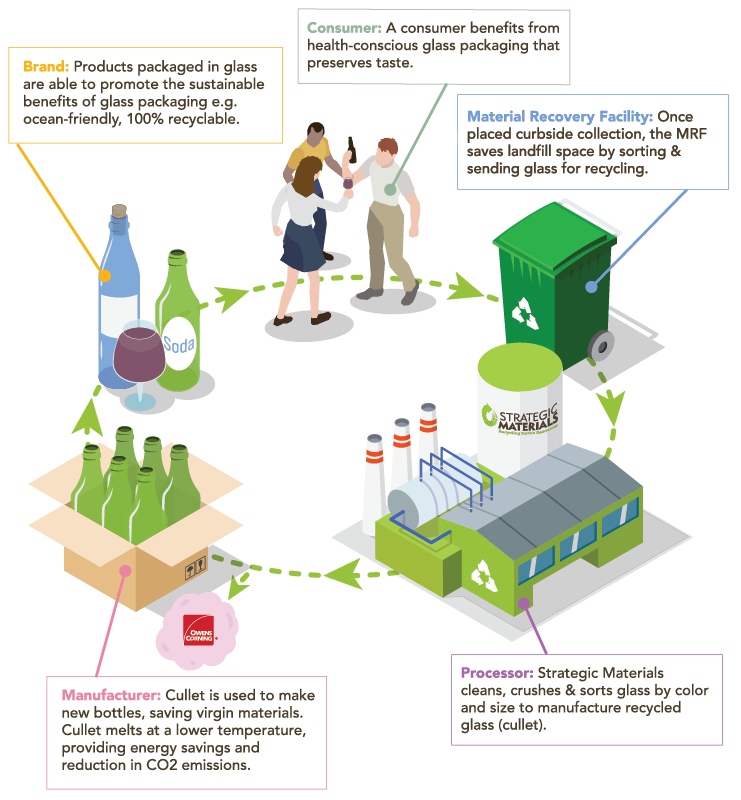 Consumer: A consumer benefits from
health-conscious glass packaging that
preserves taste.
Brand: Products packaged in glass
are able to promote the sustainable
benefits of glass packaging e.g.
ocean-friendly, 100% recyclable.
Material Recovery Facility: Once
placed curbside collection, the MRF
saves landfill space by sorting &
sending glass for recycling.
Soda
STRATEGIC
MATERIALS
OWENS
CORNING
Manufacturer: Cullet is used to make
new bottles, saving virgin materials.
Cullet melts at a lower temperature,
providing energy savings and
reduction in CO2 emissions.
Processor: Strategic Materials
cleans, crushes & sorts glass by color
and size to manufacture recycled
glass (cullet).